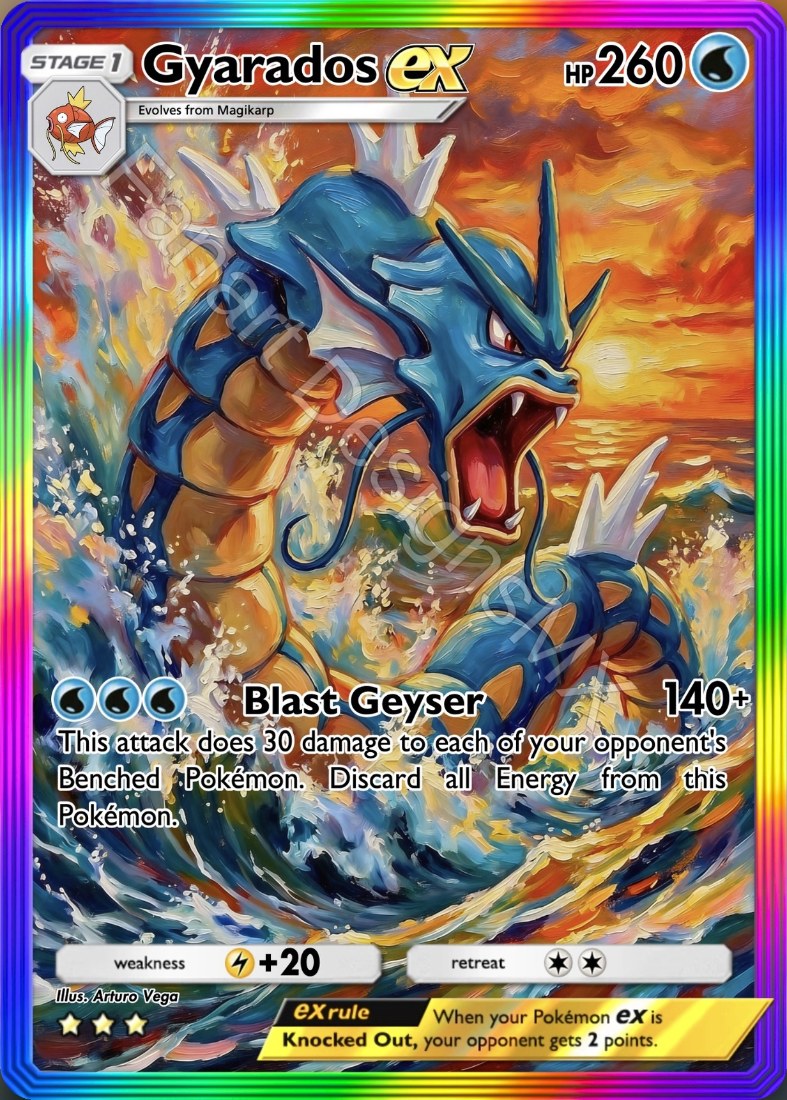 STAGE 1
Gyarados ex
HP 260
Evolves from Magikarp
Fanart DesignsMX
Blast Geyser 140+
This attack does 30 damage to each of your opponent's
Benched Pokémon. Discard all Energy from this
Pokémon.
weakness +20
retreat
Illus. Arturo Vega
ex rule
When your Pokémon ex is
Knocked Out, your opponent gets 2 points.